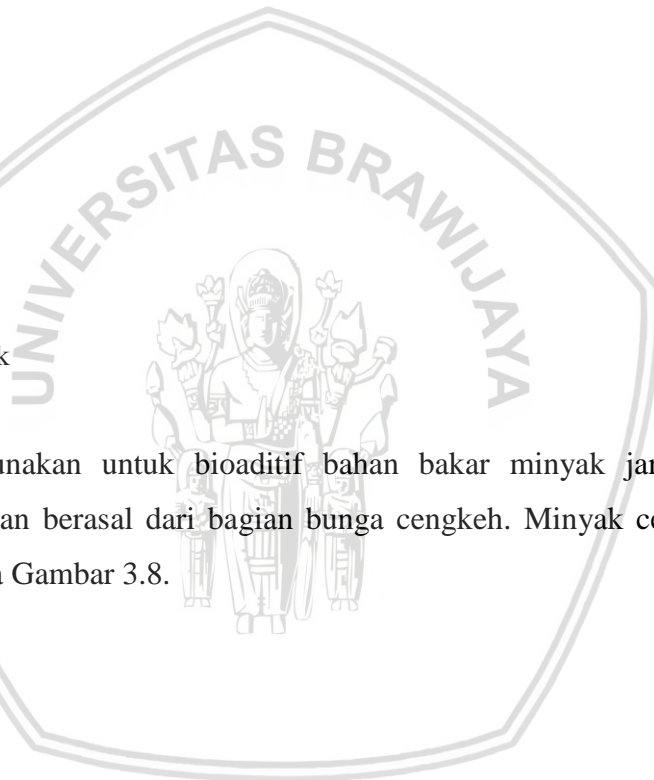 UNIVERSITAS BRAWIJAYA
k
unakan untuk bioaditif bahan bakar minyak jar
an berasal dari bagian bunga cengkeh. Minyak ce
a Gambar 3.8.